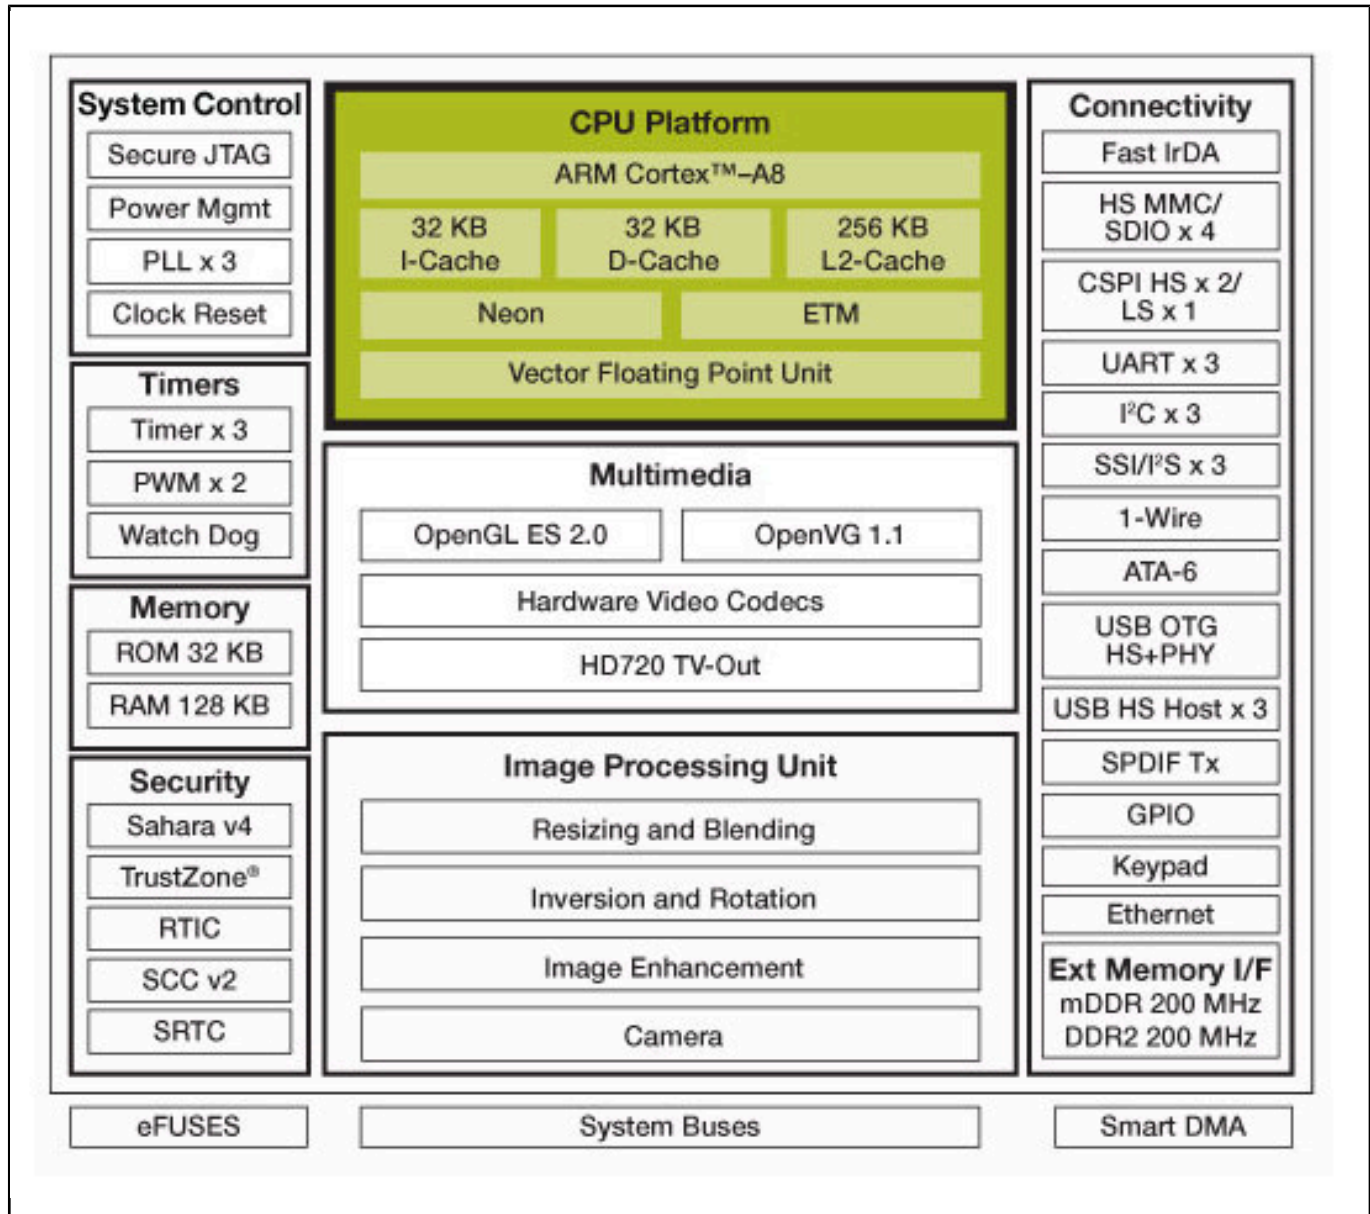 System Control
Secure JTAG
Power Mgmt
PLL x 3
Clock Reset
Timers
Timer x 3
PWM x 2
Watch Dog
Memory
ROM 32 KB
RAM 128 KB
Security
Sahara v4
TrustZone®
RTIC
SCC v2
SRTC
CPU Platform
ARM Cortex™–A8
32 KB
I-Cache
32 KB
D-Cache
256 KB
L2-Cache
Neon
ETM
Vector Floating Point Unit
Multimedia
OpenGL ES 2.0
OpenVG 1.1
Hardware Video Codecs
HD720 TV-Out
Image Processing Unit
Resizing and Blending
Inversion and Rotation
Image Enhancement
Camera
Connectivity
Fast IrDA
HS MMC/
SDIO x 4
CSPI HS x 2/
LS x 1
UART x 3
I²C x 3
SSI/I²S x 3
1-Wire
ATA-6
USB OTG
HS+PHY
USB HS Host x 3
SPDIF Tx
GPIO
Keypad
Ethernet
Ext Memory I/F
mDDR 200 MHz
DDR2 200 MHz
eFUSES
System Buses
Smart DMA